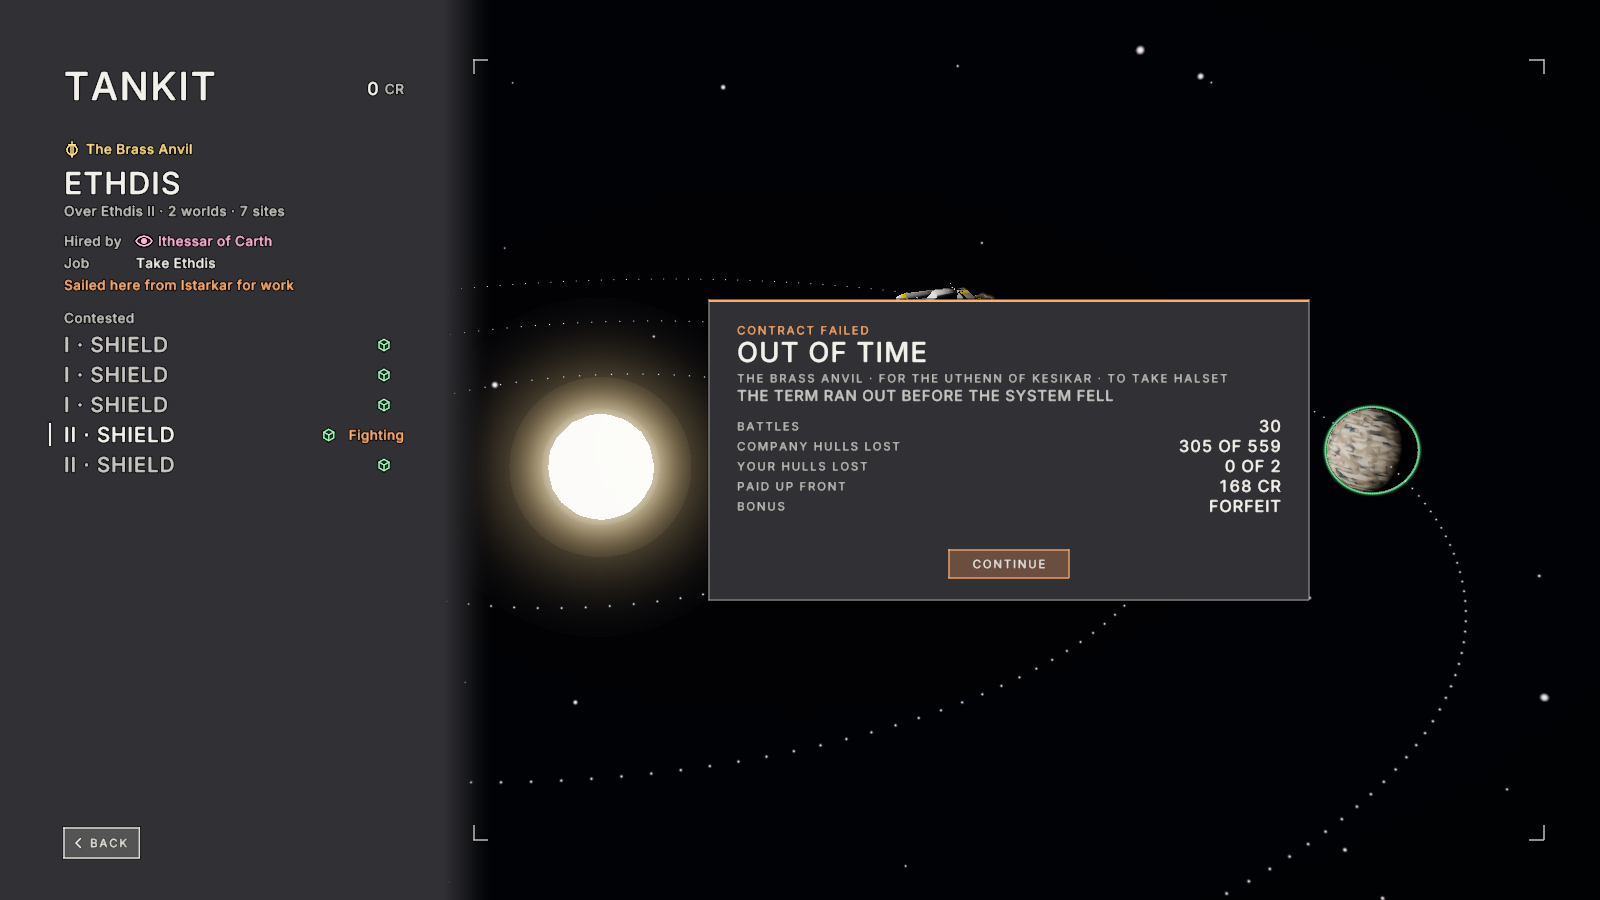 TANKIT
0 CR
The Brass Anvil
ETHDIS
Over Ethdis II · 2 worlds · 7 sites
Hired by Ithessar of Carth
Job Take Ethdis
Sailed here from Istarkar for work
Contested
I · SHIELD
I · SHIELD
I · SHIELD
II · SHIELD Fighting
II · SHIELD
BACK
CONTRACT FAILED
OUT OF TIME
THE BRASS ANVIL · FOR THE UTHENN OF KESIKAR · TO TAKE HALSET
THE TERM RAN OUT BEFORE THE SYSTEM FELL
BATTLES 30
COMPANY HULLS LOST 305 OF 559
YOUR HULLS LOST 0 OF 2
PAID UP FRONT 168 CR
BONUS FORFEIT
CONTINUE